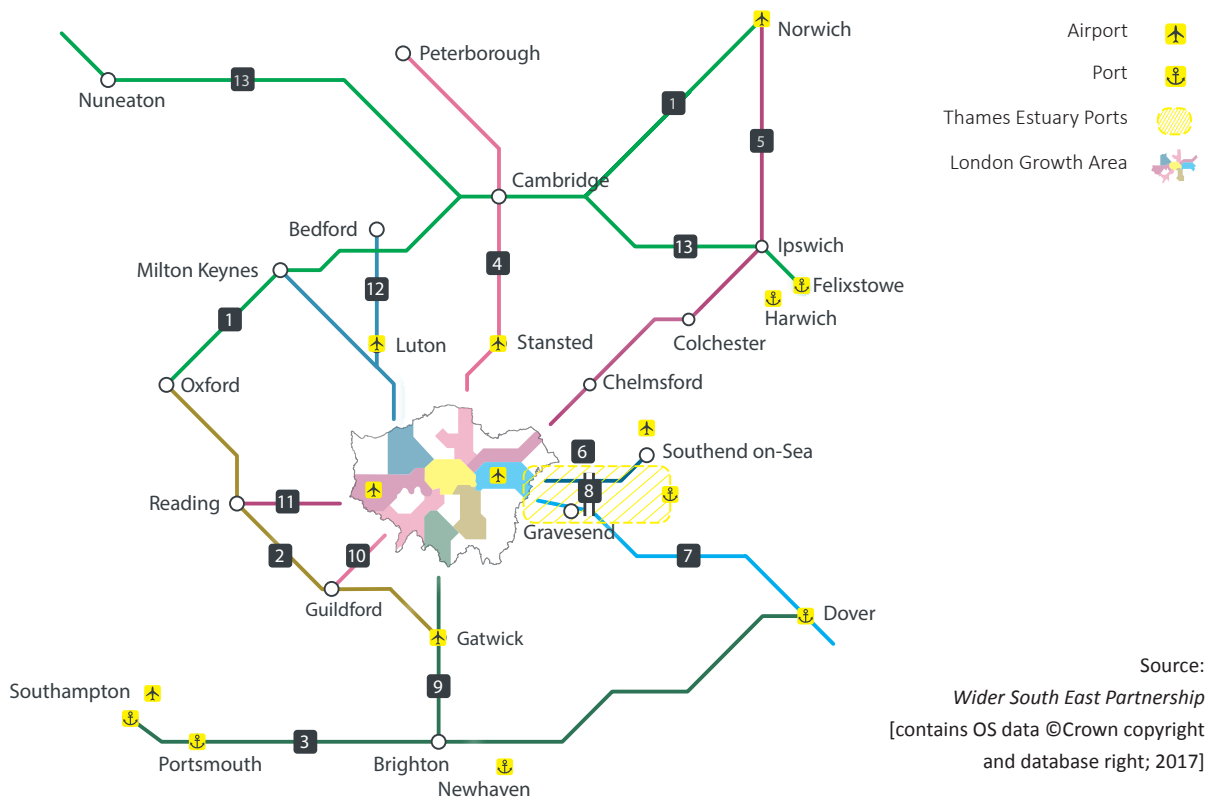 Norwich
Airport
Peterborough
Port
Nuneaton
13
1
Thames Estuary Ports
5
London Growth Area
Cambridge
Bedford
Ipswich
13
Milton Keynes
4
12
Felixstowe
Harwich
1
Luton
Stansted
Colchester
Oxford
Chelmsford
6
Southend on-Sea
8
Reading
11
Gravesend
2
10
7
Guildford
Dover
Gatwick
Source:
Southampton
9
Wider South East Partnership
[contains OS data ©Crown copyright
3
and database right; 2017]
Portsmouth
Brighton
Newhaven